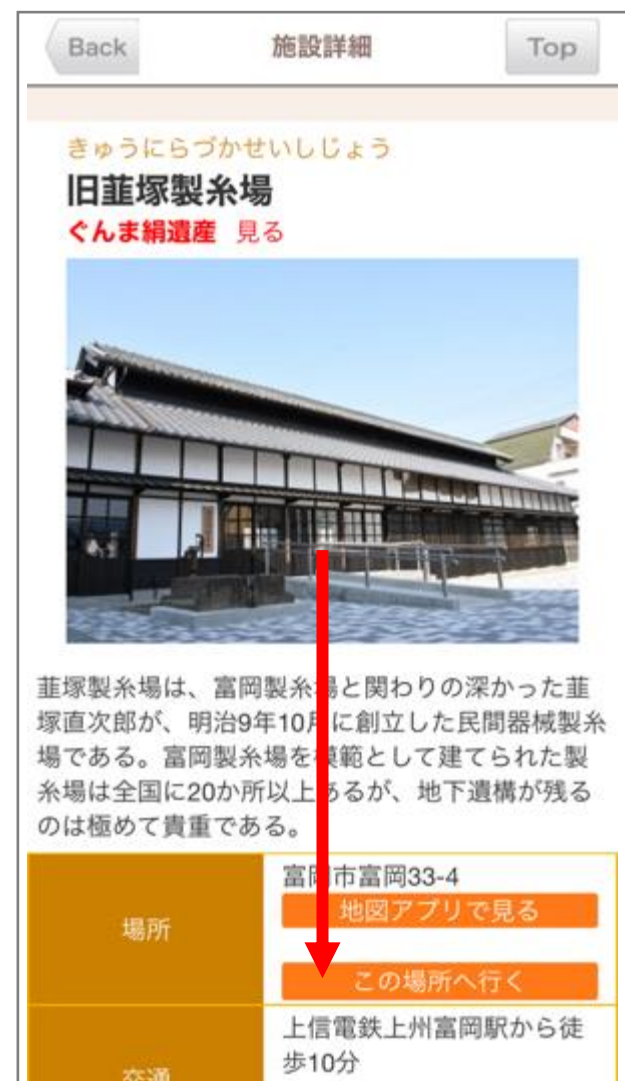 Back 施設詳細 Top
きゅうにらづかせいしじょう
旧韮塚製糸場
ぐんま絹遺産 見る
韮塚製糸場は、富岡製糸場と関わりの深かった韮
塚直次郎が、明治9年10月に創立した民間器械製糸
場である。富岡製糸場を模範として建てられた製
糸場は全国に20か所以上あるが、地下遺構が残る
のは極めて貴重である。
場所
富岡市富岡33-4
地図アプリで見る
この場所へ行く
交通
上信電鉄上州富岡駅から徒
歩10分